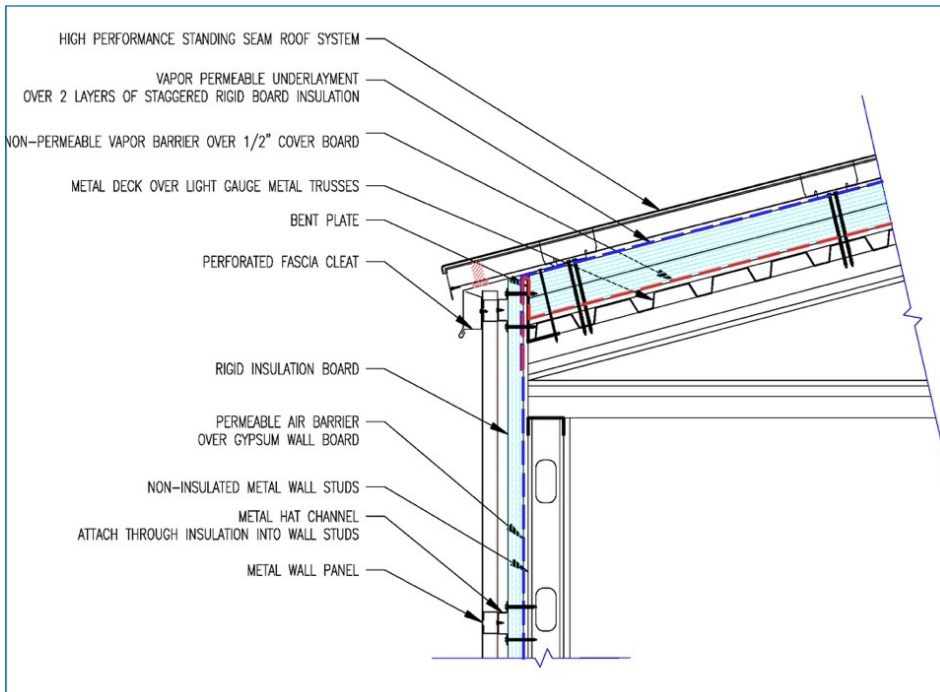 HIGH PERFORMANCE STANDING SEAM ROOF SYSTEM
VAPOR PERMEABLE UNDERLAYMENT
OVER 2 LAYERS OF STAGGERED RIGID BOARD INSULATION
NON-PERMEABLE VAPOR BARRIER OVER 1/2" COVER BOARD
METAL DECK OVER LIGHT GAUGE METAL TRUSSES
BENT PLATE
PERFORATED FASCIA CLEAT
RIGID INSULATION BOARD
PERMEABLE AIR BARRIER
OVER GYPSUM WALL BOARD
NON-INSULATED METAL WALL STUDS
METAL HAT CHANNEL
ATTACH THROUGH INSULATION INTO WALL STUDS
METAL WALL PANEL